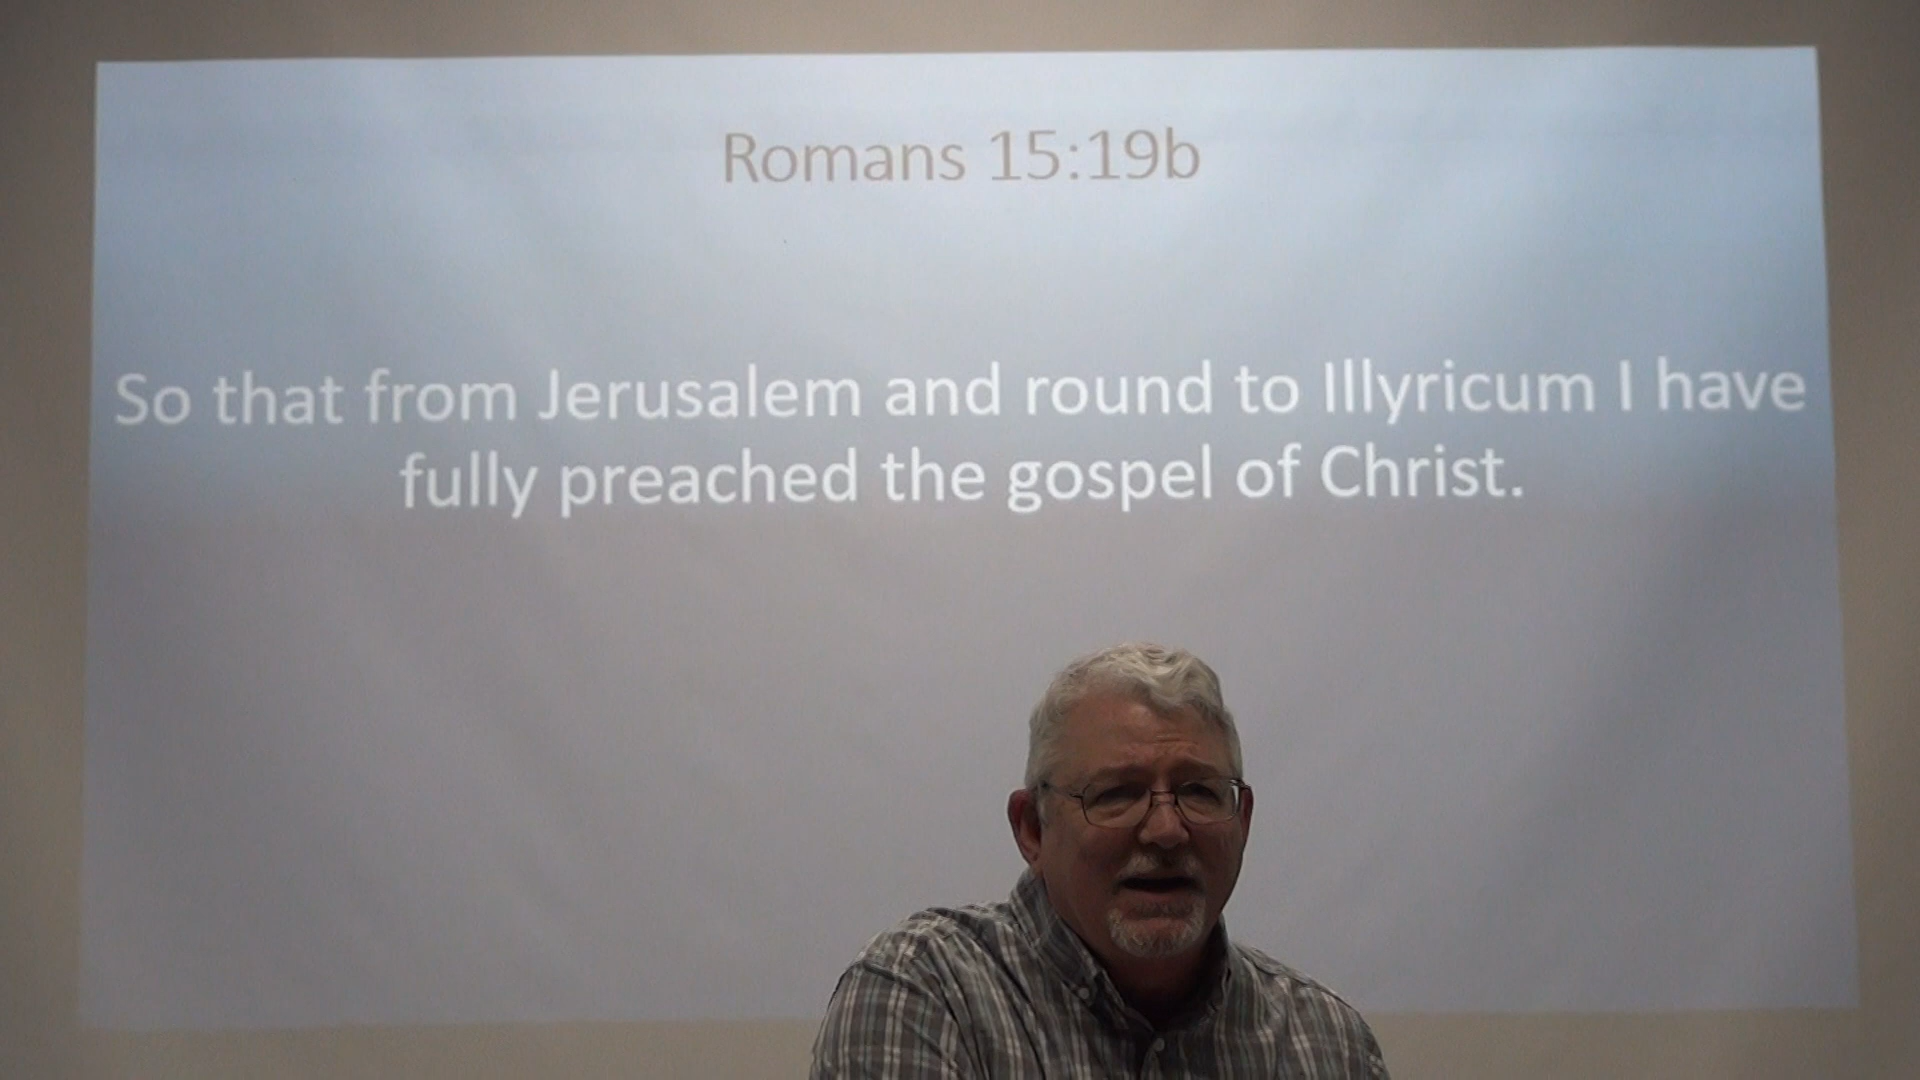 Romans 15:19b
So that from Jerusalem and round to Illyricum I have
fully preached the gospel of Christ.